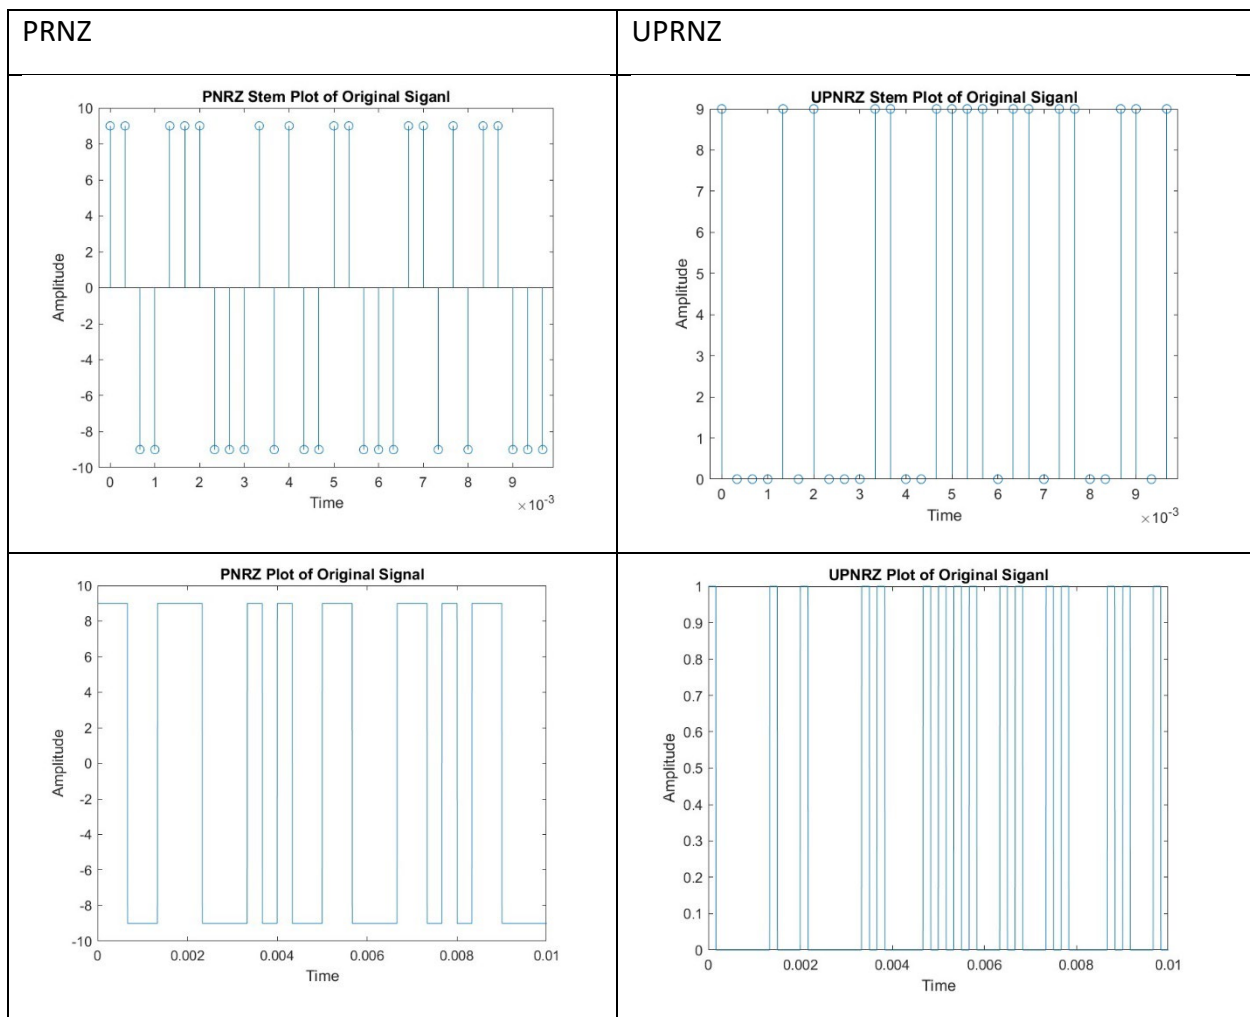 PRNZ
UPRNZ
PNRZ Stem Plot of Original Siganl
10
8
6
4
2
0
-2
-4
-6
-8
-10
Amplitude
0 1 2 3 4 5 6 7 8 9
Time
×10-3
UPNRZ Stem Plot of Original Siganl
9
8
7
6
5
4
3
2
1
0
Amplitude
0 1 2 3 4 5 6 7 8 9
Time
×10-3
PNRZ Plot of Original Signal
10
8
6
4
2
0
-2
-4
-6
-8
-10
Amplitude
0 0.002 0.004 0.006 0.008 0.01
Time
UPNRZ Plot of Original Siganl
1
0.9
0.8
0.7
0.6
0.5
0.4
0.3
0.2
0.1
0
Amplitude
0 0.002 0.004 0.006 0.008 0.01
Time